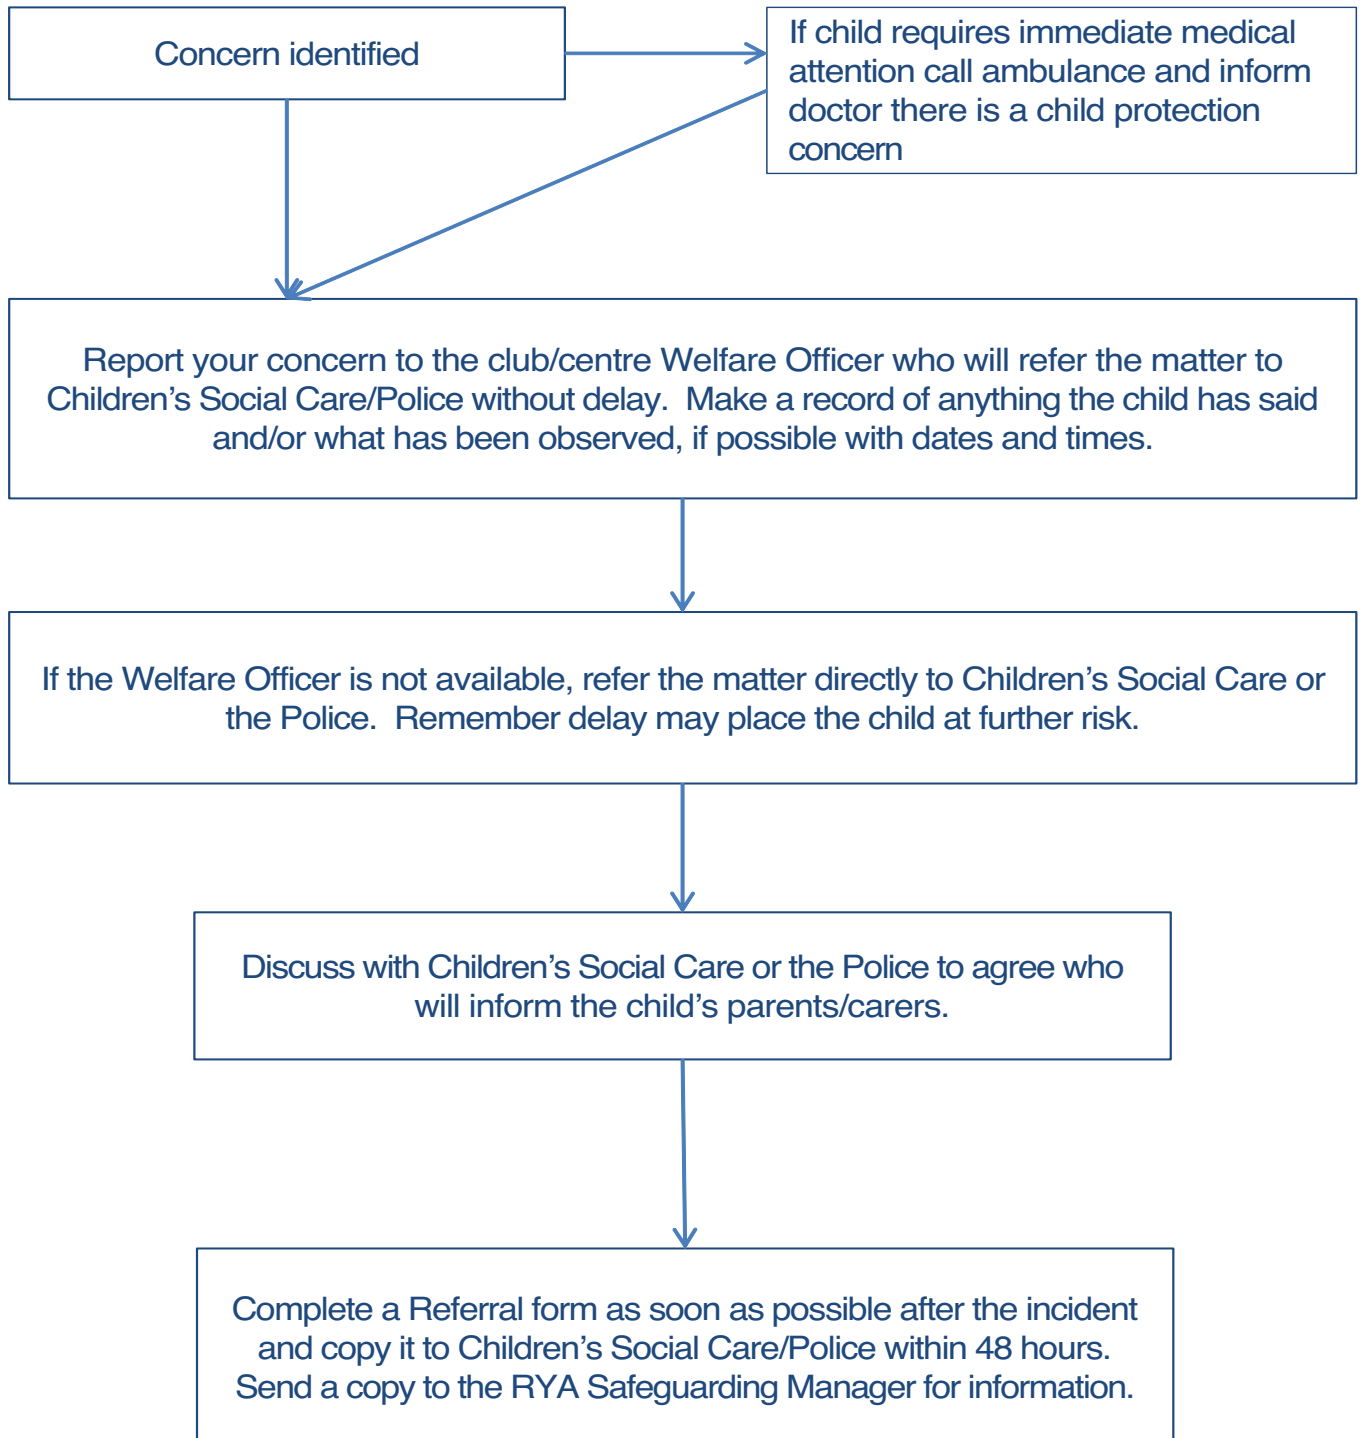 Concern identified
If child requires immediate medical
attention call ambulance and inform
doctor there is a child protection
concern
Report your concern to the club/centre Welfare Officer who will refer the matter to
Children’s Social Care/Police without delay.  Make a record of anything the child has said
and/or what has been observed, if possible with dates and times.
If the Welfare Officer is not available, refer the matter directly to Children’s Social Care or
the Police.  Remember delay may place the child at further risk.
Discuss with Children’s Social Care or the Police to agree who
will inform the child’s parents/carers.
Complete a Referral form as soon as possible after the incident
and copy it to Children’s Social Care/Police within 48 hours.
Send a copy to the RYA Safeguarding Manager for information.